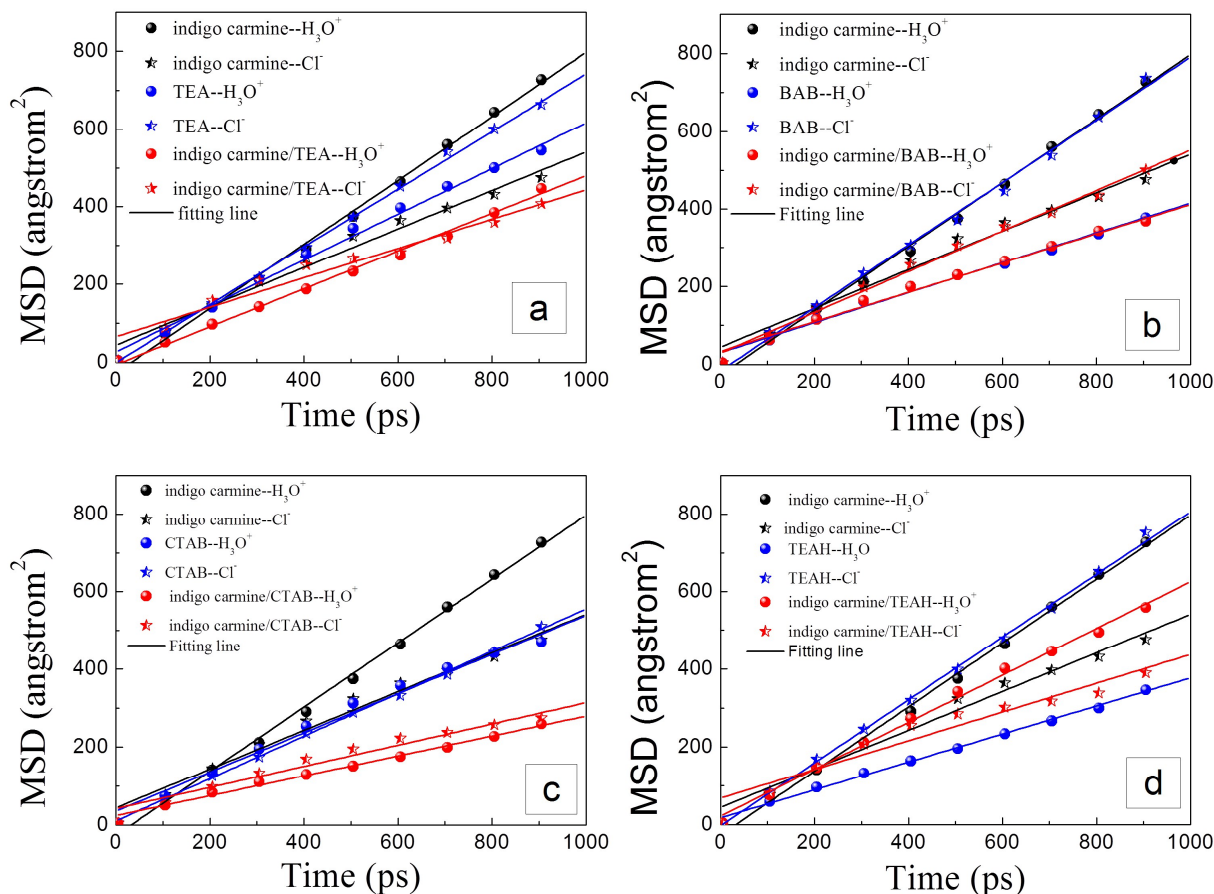 MSD (angstrom²)
800
600
400
200
0
indigo carmine--H₃O⁺
indigo carmine--Cl⁻
TEA--H₃O⁺
TEA--Cl⁻
indigo carmine/TEA--H₃O⁺
indigo carmine/TEA--Cl⁻
fitting line
a
0 200 400 600 800 1000
Time (ps)
MSD (angstrom²)
800
600
400
200
0
indigo carmine--H₃O⁺
indigo carmine--Cl⁻
BAB--H₃O⁺
BAB--Cl⁻
indigo carmine/BAB--H₃O⁺
indigo carmine/BAB--Cl⁻
Fitting line
b
0 200 400 600 800 1000
Time (ps)
MSD (angstrom²)
800
600
400
200
0
indigo carmine--H₃O⁺
indigo carmine--Cl⁻
CTAB--H₃O⁺
CTAB--Cl⁻
indigo carmine/CTAB--H₃O⁺
indigo carmine/CTAB--Cl⁻
Fitting line
c
0 200 400 600 800 1000
Time (ps)
MSD (angstrom²)
800
600
400
200
0
indigo carmine--H₃O⁺
indigo carmine--Cl⁻
TEAH--H₃O
TEAH--Cl⁻
indigo carmine/TEAH--H₃O⁺
indigo carmine/TEAH--Cl⁻
Fitting line
d
0 200 400 600 800 1000
Time (ps)